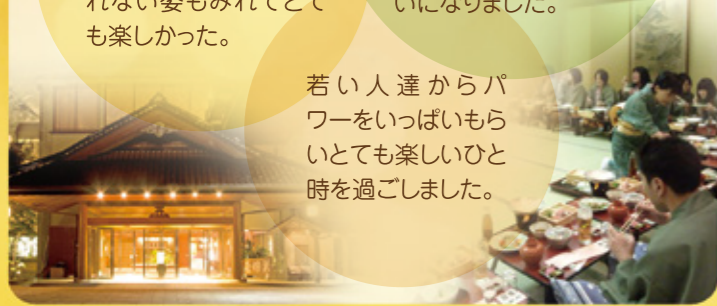 れない姿もみれてとて
も楽しかった。
いになりました。
若い人達からパ
ワーをいっぱいもら
いとても楽しいひと
時を過ごしました。